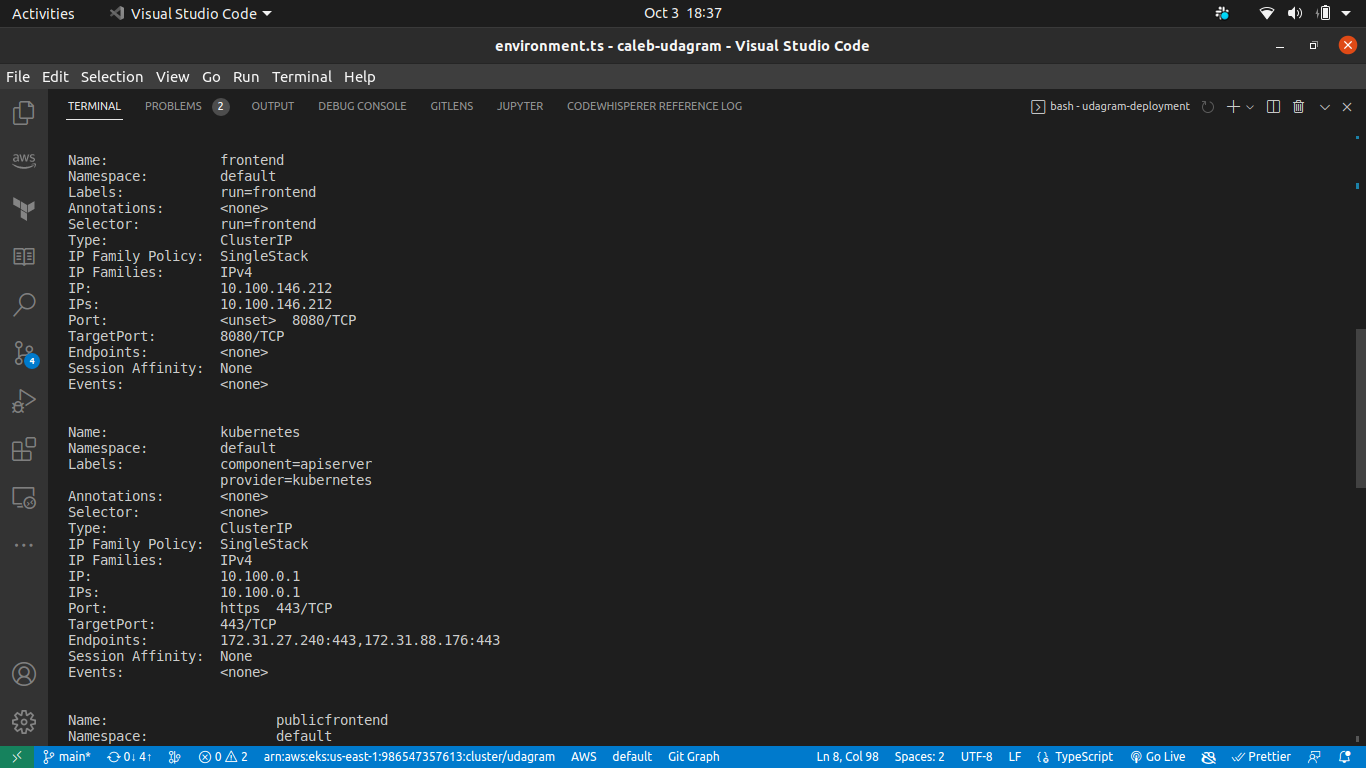 Activities Visual Studio Code Oct 3 18:37
environment.ts - caleb-udagram - Visual Studio Code
File Edit Selection View Go Run Terminal Help
TERMINAL PROBLEMS 2 OUTPUT DEBUG CONSOLE GITLENS JUPYTER CODEWHISPERER REFERENCE LOG bash - udagram-deployment
aws
4
Name: frontend
Namespace: default
Labels: run=frontend
Annotations: <none>
Selector: run=frontend
Type: ClusterIP
IP Family Policy: SingleStack
IP Families: IPv4
IP: 10.100.146.212
IPs: 10.100.146.212
Port: <unset> 8080/TCP
TargetPort: 8080/TCP
Endpoints: <none>
Session Affinity: None
Events: <none>
Name: kubernetes
Namespace: default
Labels: component=apiserver
provider=kubernetes
Annotations: <none>
Selector: <none>
Type: ClusterIP
IP Family Policy: SingleStack
IP Families: IPv4
IP: 10.100.0.1
IPs: 10.100.0.1
Port: https 443/TCP
TargetPort: 443/TCP
Endpoints: 172.31.27.240:443,172.31.88.176:443
Session Affinity: None
Events: <none>
Name: publicfrontend
Namespace: default
main* 0↓ 4↑ 0 2 arn:aws:eks:us-east-1:986547357613:cluster/udagram AWS default Git Graph Ln 8, Col 98 Spaces: 2 UTF-8 LF {} TypeScript Go Live Prettier